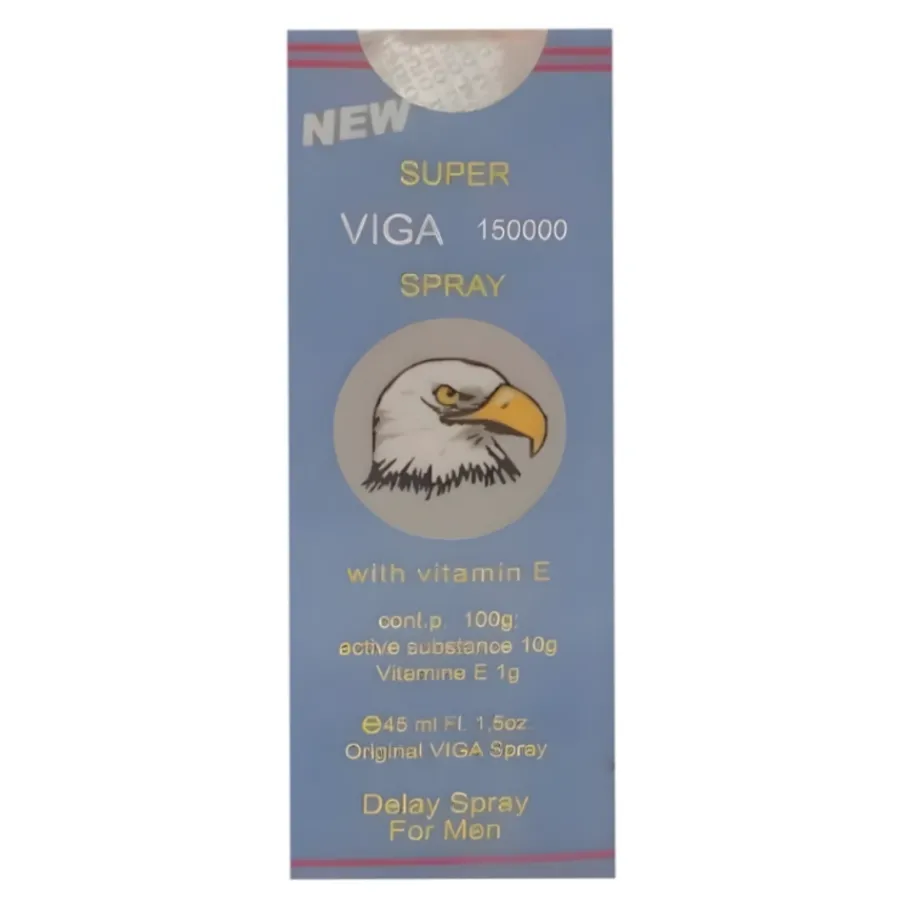 NEW
SUPER
VIGA 150000
SPRAY
with vitamin E
cont.p. 100g;
active substance 10g
Vitamine E 1g
℮45 ml Fl. 1,5oz.
Original VIGA Spray
Delay Spray
For Men